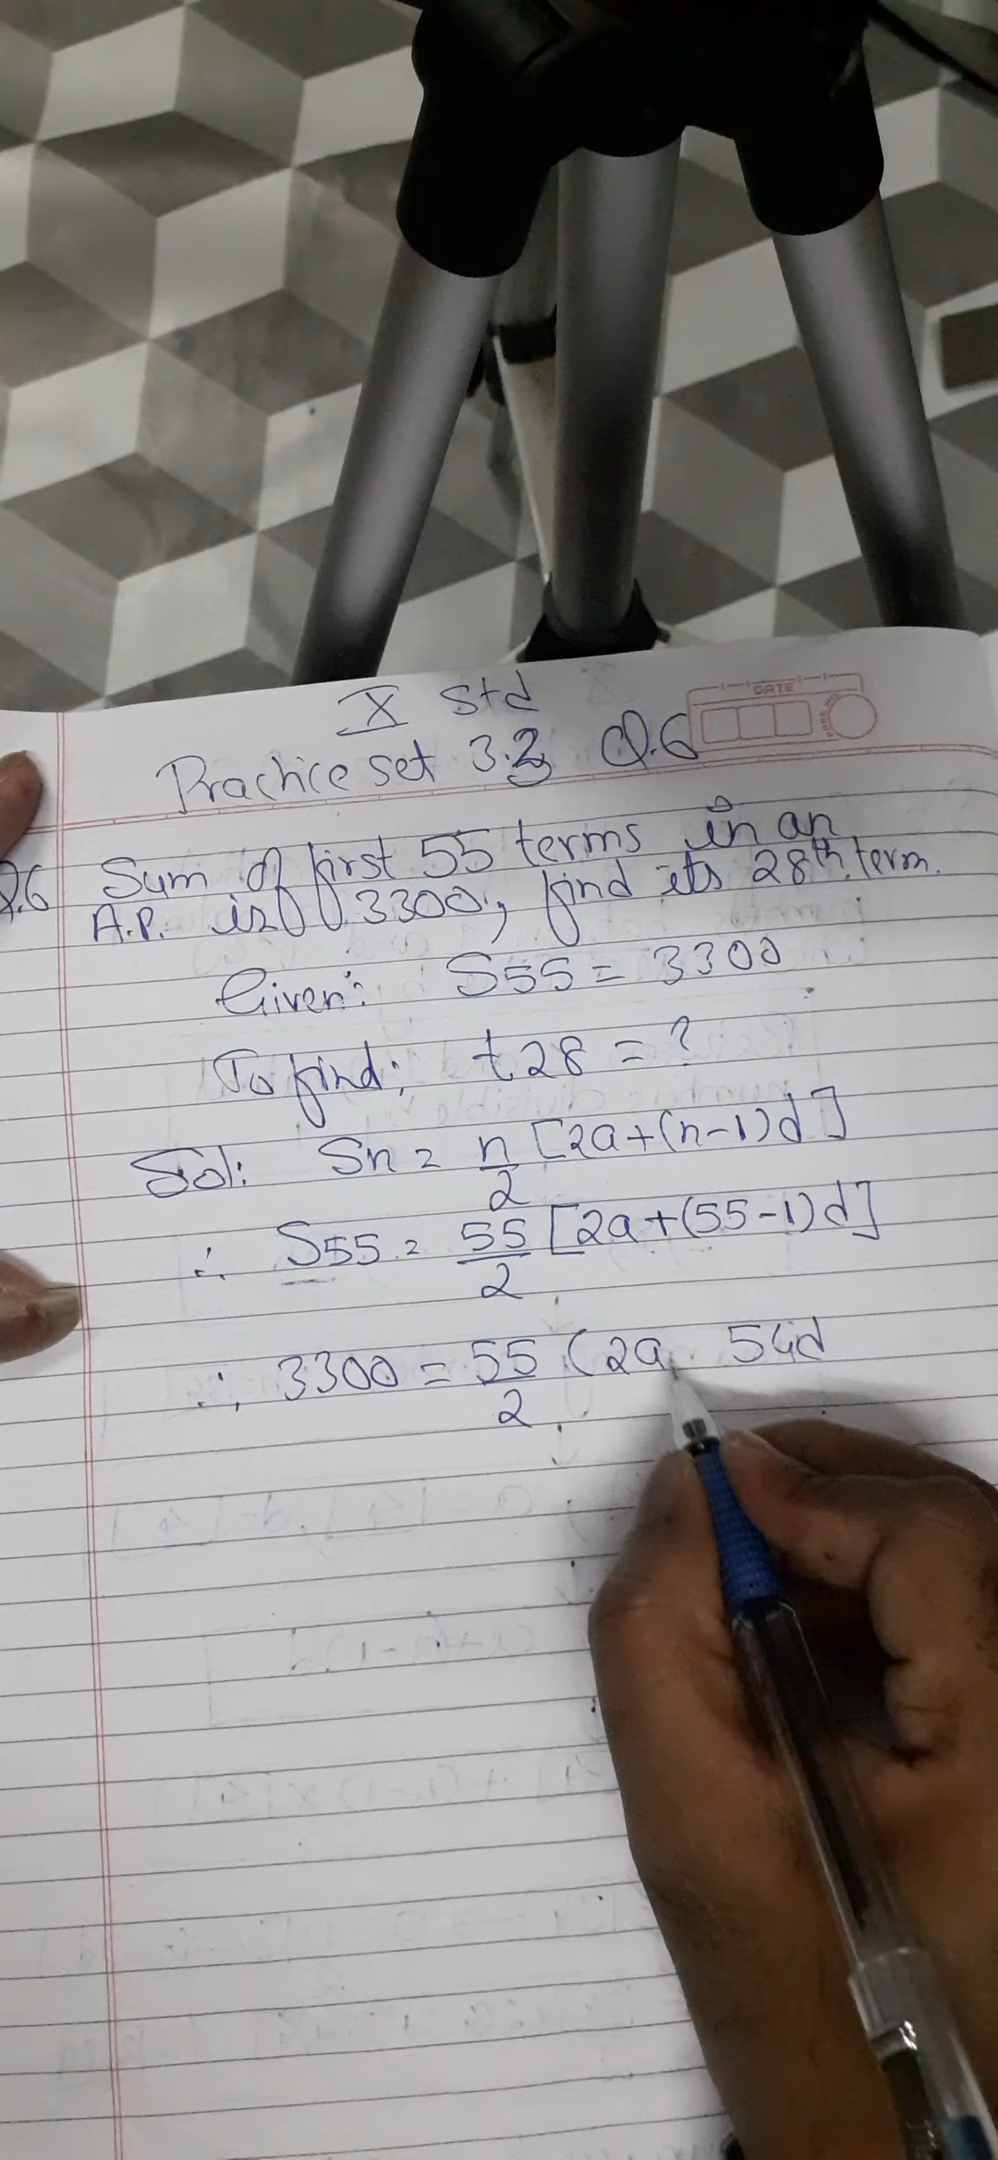 X Std
DATE
Practice set 3.3 Q.6
Q.6 Sum of first 55 terms in an
A.P. is 3300, find its 28th term.
Given: S55 = 3300
To find: t28 = ?
Sol: Sn = n/2 [2a+(n-1)d]
∴ S55 = 55/2 [2a+(55-1)d]
∴ 3300 = 55/2 (2a 54d